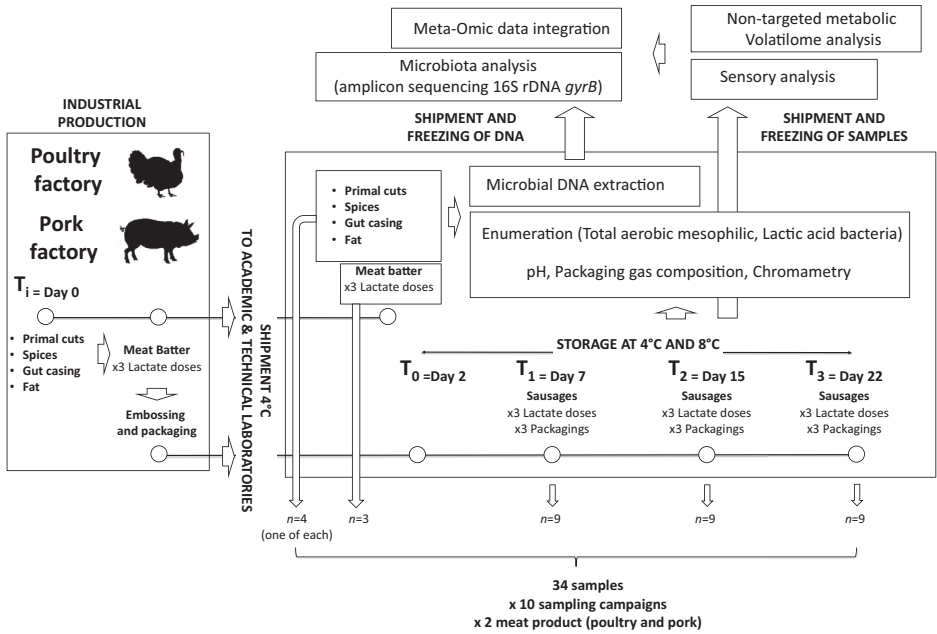 Meta-Omic data integration
Non-targeted metabolic
Volatilome analysis
Microbiota analysis
(amplicon sequencing 16S rDNA gyrB)
Sensory analysis
INDUSTRIAL
PRODUCTION
SHIPMENT AND
FREEZING OF DNA
SHIPMENT AND
FREEZING OF SAMPLES
Poultry
factory
Pork
factory
Ti = Day 0
• Primal cuts
• Spices
• Gut casing
• Fat
Meat Batter
x3 Lactate doses
Embossing
and packaging
TO ACADEMIC & TECHNICAL LABORATORIES
SHIPMENT 4°C
• Primal cuts
• Spices
• Gut casing
• Fat
Meat batter
x3 Lactate doses
Microbial DNA extraction
Enumeration (Total aerobic mesophilic, Lactic acid bacteria)
pH, Packaging gas composition, Chromametry
STORAGE AT 4°C AND 8°C
T0 =Day 2
T1 = Day 7
Sausages
x3 Lactate doses
x3 Packagings
T2 = Day 15
Sausages
x3 Lactate doses
x3 Packagings
T3 = Day 22
Sausages
x3 Lactate doses
x3 Packagings
n=4
(one of each)
n=3
n=9
n=9
n=9
34 samples
x 10 sampling campaigns
x 2 meat product (poultry and pork)